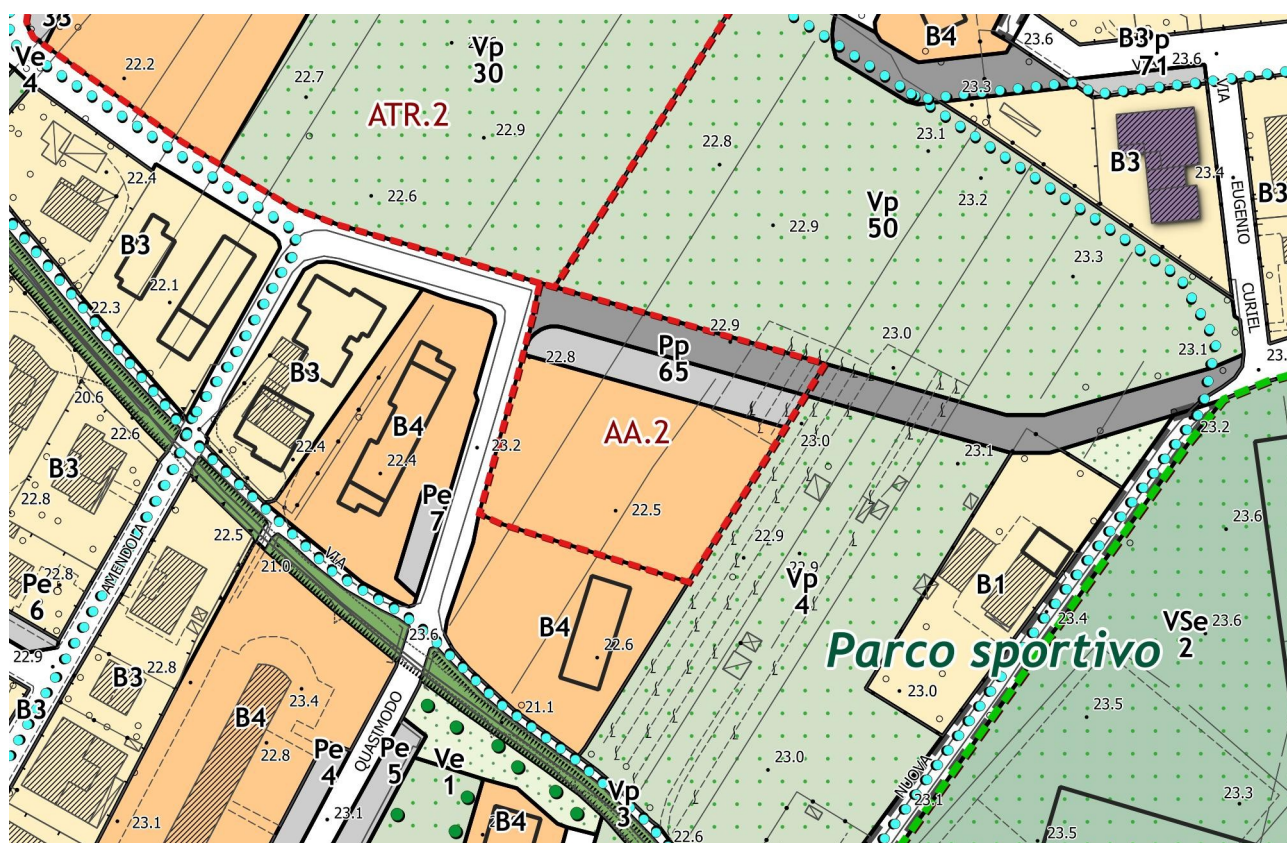 Vp
30
B4
23.6
B3
71
23.6
VIA
Ve
4
22.2
22.7
ATR.2
22.9
22.8
23.1
23.3
B3
23.4
B3
22.4
22.6
23.2
Vp
50
22.9
EUGENIO
B3
22.1
22.3
23.3
CURIEL
22.9
23.0
23.1
Pp
65
22.8
B3
20.6
22.6
B4
22.4
22.4
23.2
AA.2
23.0
23.1
23.2
B3
22.8
22.5
Pe
7
22.5
23.6
AMENDOLA
VIA
21.0
22.9
22.9
Vp
4
B1
23.4
VSe
2
23.6
Pe
6
22.8
22.9
B3
22.8
23.6
B4
22.6
Parco sportivo
23.0
23.5
B3
B4
23.4
22.8
21.1
QUASIMODO
Pe
4
Pe
5
Ve
1
Vp
3
23.0
NUOVA
23.1
23.3
23.1
23.1
B4
22.6
23.5